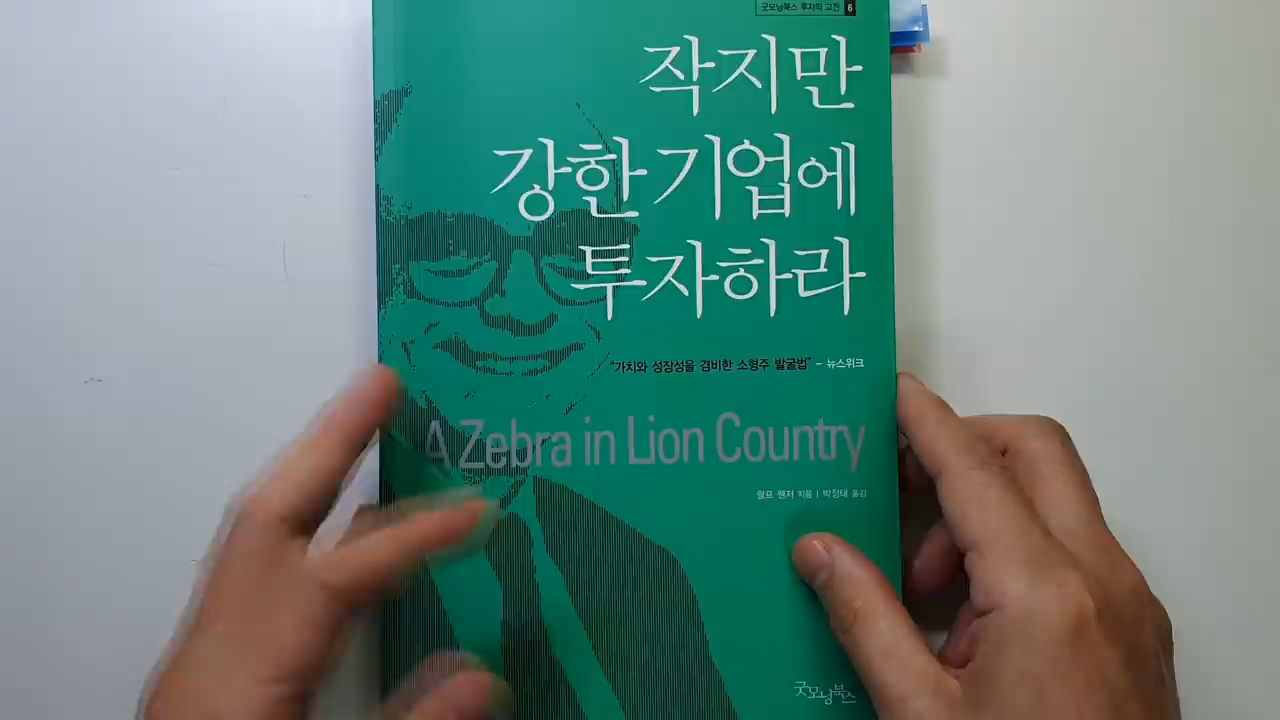 굿모닝북스 투자의 고전 6
작지만
강한 기업에
투자하라
"가치와 성장성을 겸비한 소형주 발굴법" - 뉴스위크
A Zebra in Lion Country
랄프 웬저 지음 | 박정태 옮김
굿모닝북스